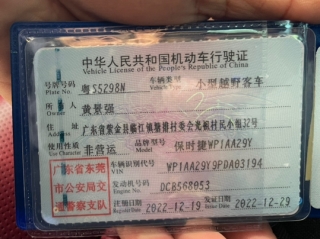 中华人民共和国机动车行驶证
Vehicle License of the People's Republic of China
号牌号码 粤S5298N 车辆类型 小型越野客车
Plate No. Vehicle Type
所有人 黄景强
Owner
住址 广东省紫金县临江镇塘排村委会光板村民小组32号
使用性质 非营运 品牌型号 保时捷WP1AA29Y
Use Character Model
广东省东莞市公安局交通警察支队
车辆识别代号 WP1AA29Y9PDA03194
VIN
发动机号码 DCB568053
Engine No.
注册日期 2022-12-19 发证日期 2022-12-29
Register Date Issue Date